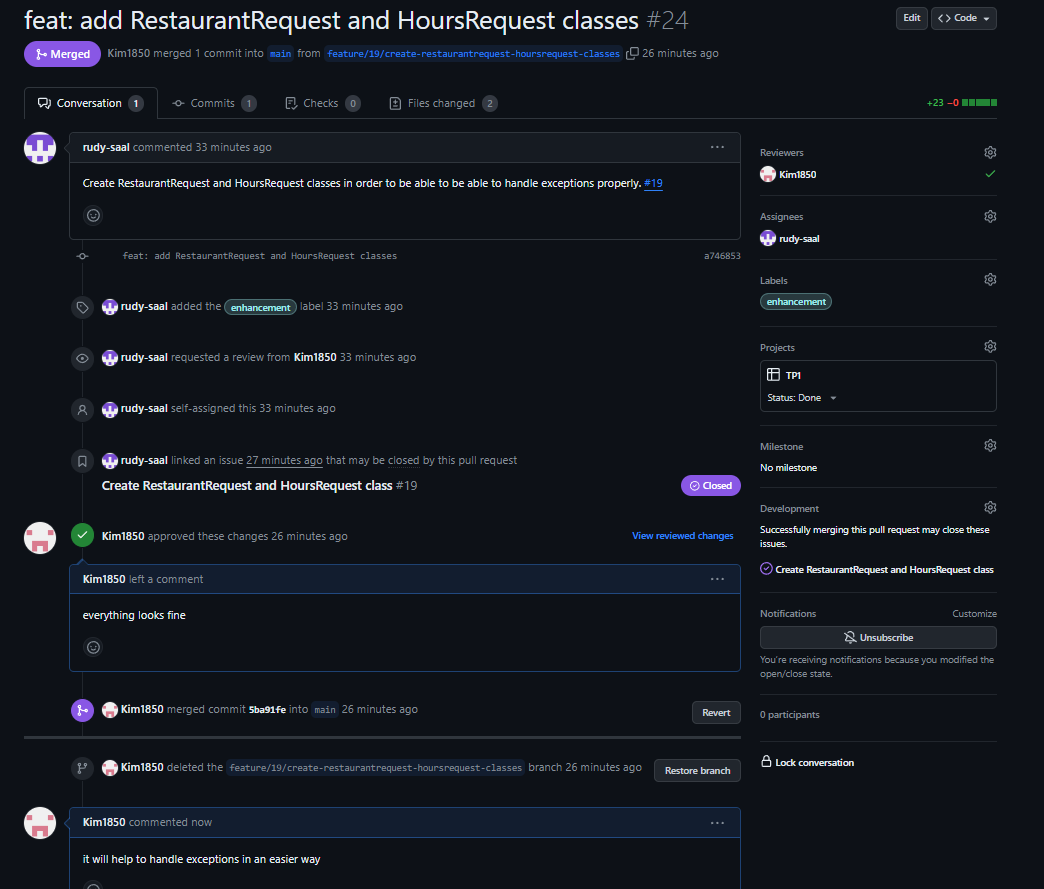 feat: add RestaurantRequest and HoursRequest classes #24
Edit
Code
Merged Kim1850 merged 1 commit into main from feature/19/create-restaurantrequest-hoursrequest-classes 26 minutes ago
Conversation 1 Commits 1 Checks 0 Files changed 2
+23 −0
rudy-saal commented 33 minutes ago
Create RestaurantRequest and HoursRequest classes in order to be able to be able to handle exceptions properly. #19
feat: add RestaurantRequest and HoursRequest classes a746853
rudy-saal added the enhancement label 33 minutes ago
rudy-saal requested a review from Kim1850 33 minutes ago
rudy-saal self-assigned this 33 minutes ago
rudy-saal linked an issue 27 minutes ago that may be closed by this pull request
Create RestaurantRequest and HoursRequest class #19 Closed
Kim1850 approved these changes 26 minutes ago View reviewed changes
Kim1850 left a comment
everything looks fine
Kim1850 merged commit 5ba91fe into main 26 minutes ago Revert
Kim1850 deleted the feature/19/create-restaurantrequest-hoursrequest-classes branch 26 minutes ago Restore branch
Kim1850 commented now
it will help to handle exceptions in an easier way
Reviewers
Kim1850
Assignees
rudy-saal
Labels
enhancement
Projects
TP1
Status: Done
Milestone
No milestone
Development
Successfully merging this pull request may close these
issues.
Create RestaurantRequest and HoursRequest class
Notifications Customize
Unsubscribe
You're receiving notifications because you modified the
open/close state.
0 participants
Lock conversation